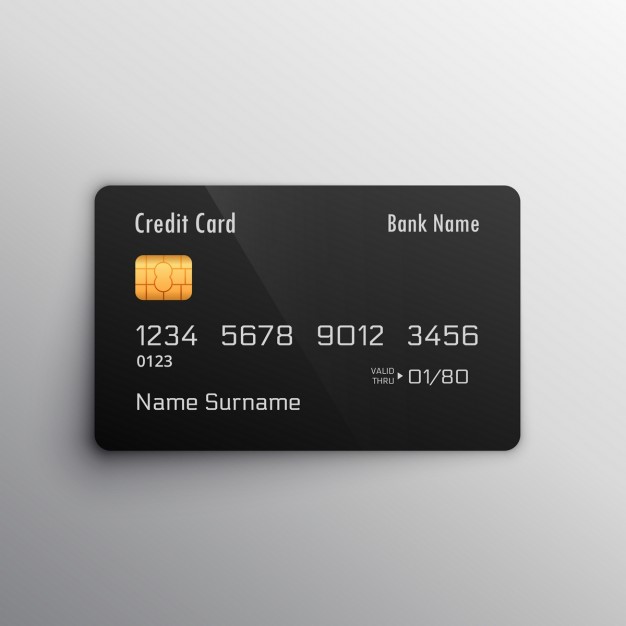 Credit Card Bank Name
1234 5678 9012 3456
0123
VALID THRU 01/80
Name Surname